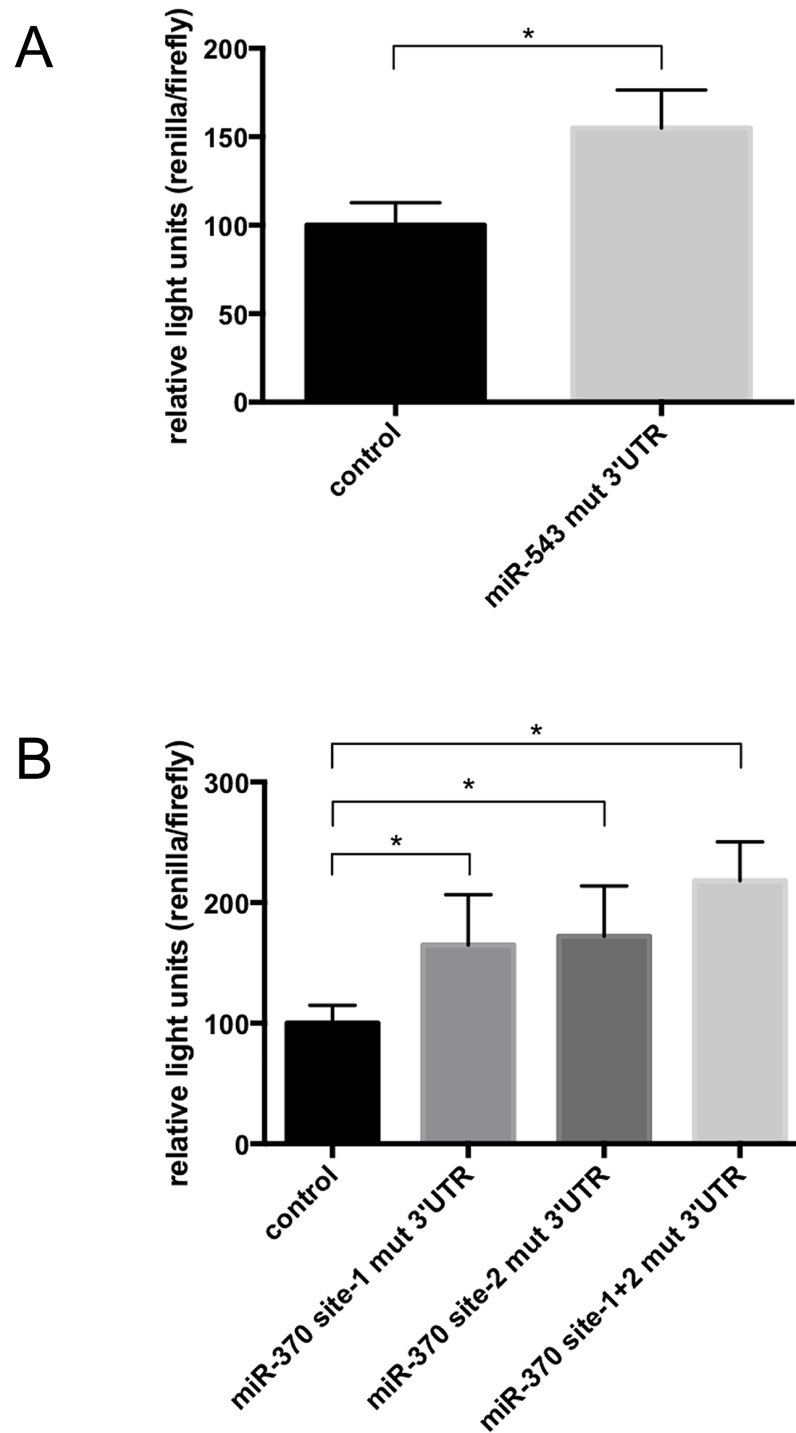 A
relative light units (renilla/firefly)
200
150
100
50
0
*
control
miR-543 mut 3'UTR
B
relative light units (renilla/firefly)
300
200
100
0
*
*
*
control
miR-370 site-1 mut 3'UTR
miR-370 site-2 mut 3'UTR
miR-370 site-1+2 mut 3'UTR